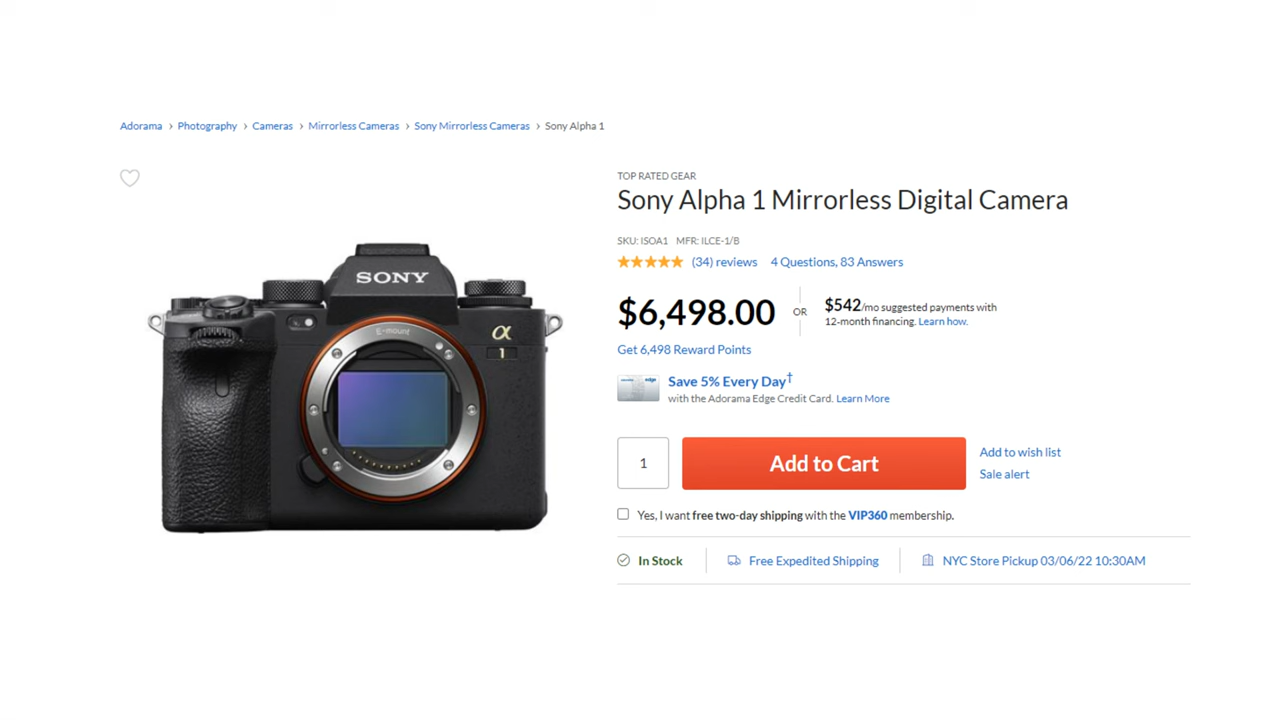 Adorama › Photography › Cameras › Mirrorless Cameras › Sony Mirrorless Cameras › Sony Alpha 1
TOP RATED GEAR
Sony Alpha 1 Mirrorless Digital Camera
SKU: ISOA1 MFR: ILCE-1/B
(34) reviews 4 Questions, 83 Answers
$6,498.00 OR $542/mo suggested payments with
12-month financing. Learn how.
Get 6,498 Reward Points
Save 5% Every Day†
with the Adorama Edge Credit Card. Learn More
1 Add to Cart
Add to wish list
Sale alert
Yes, I want free two-day shipping with the VIP360 membership.
In Stock Free Expedited Shipping NYC Store Pickup 03/06/22 10:30AM
SONY
E-mount
α
1
edge